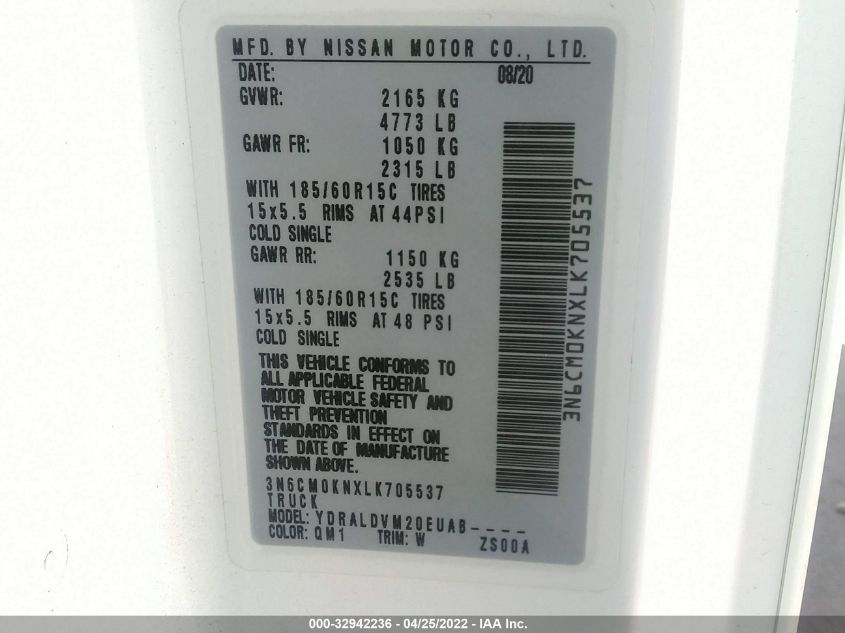 MFD. BY NISSAN MOTOR CO., LTD.
DATE: 08/20
GVWR: 2165 KG
4773 LB
GAWR FR: 1050 KG
2315 LB
WITH 185/60R15C TIRES
15x5.5 RIMS AT 44PSI
COLD SINGLE
GAWR RR: 1150 KG
2535 LB
WITH 185/60R15C TIRES
15x5.5 RIMS AT 48 PSI
COLD SINGLE
THIS VEHICLE CONFORMS TO
ALL APPLICABLE FEDERAL
MOTOR VEHICLE SAFETY AND
THEFT PREVENTION
STANDARDS IN EFFECT ON
THE DATE OF MANUFACTURE
SHOWN ABOVE.
3N6CM0KNXLK705537
TRUCK
MODEL: YDRALDVM20EUAB----
COLOR: QM1 TRIM: W ZS00A
3N6CM0KNXLK705537
000-32942236 - 04/25/2022 - IAA Inc.